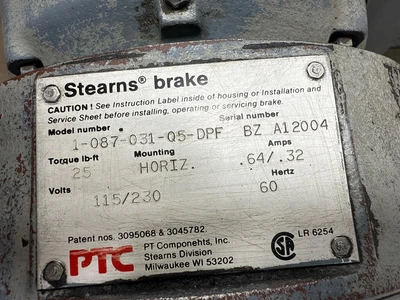 Stearns® brake
CAUTION! See Instruction Label inside of housing or Installation and
Service Sheet before installing, operating or servicing brake.
Model number Serial number
1-087-031-05-DPF BZ A12004
Torque lb-ft Mounting Amps
25 HORIZ. .64/.32
Volts Hertz
115/230 60
Patent nos. 3095068 & 3045782.
PTC PT Components, Inc.
Stearns Division
Milwaukee WI 53202
SA LR 6254